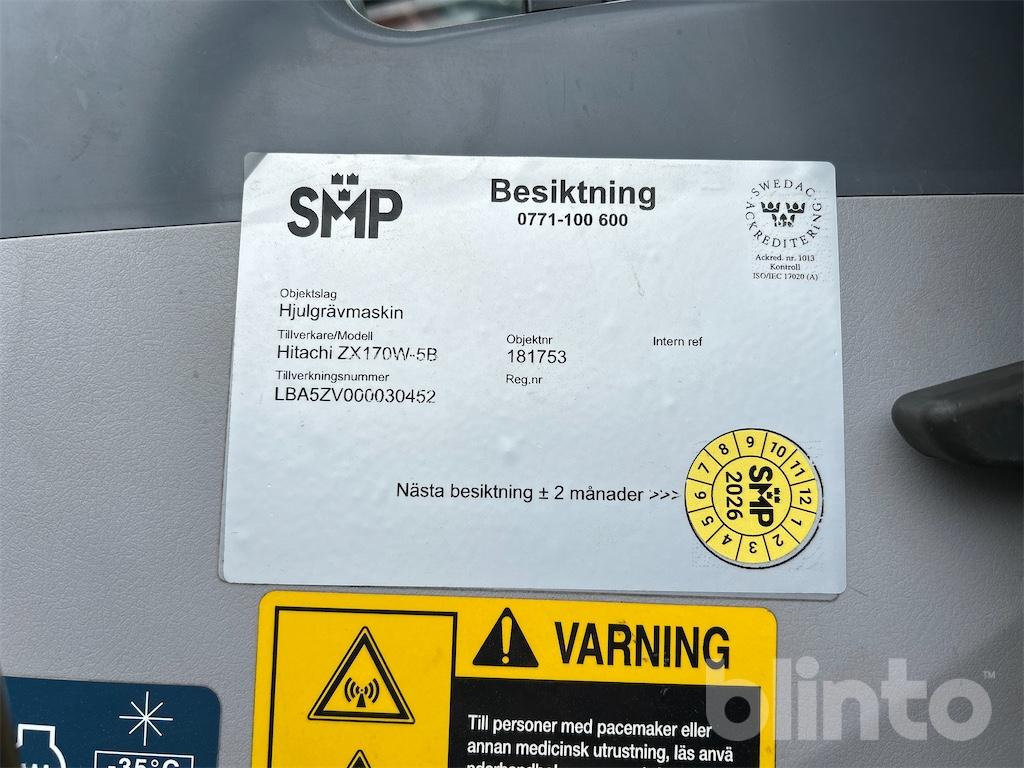 SMP
Besiktning
0771-100 600
SWEDAC
ACKREDITERING
Ackred. nr. 1013
Kontroll
ISO/IEC 17020 (A)
Objektslag
Hjulgrävmaskin
Tillverkare/Modell
Hitachi ZX170W-5B
Objektnr
181753
Intern ref
Tillverkningsnummer
LBA5ZV000030452
Reg.nr
Nästa besiktning ± 2 månader >>>
1 2 3 4 5 6 7 8 9 10 11 12
SMP
2026
VARNING
Till personer med pacemaker eller
annan medicinsk utrustning, läs anvä
blinto™
-35°C